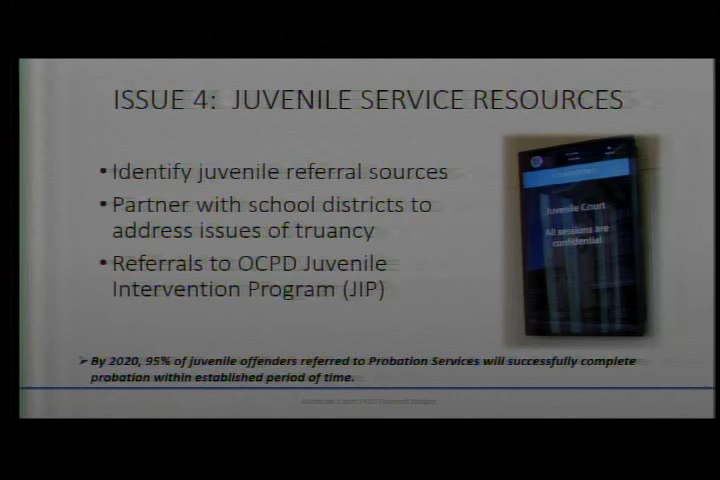 ISSUE 4: JUVENILE SERVICE RESOURCES
• Identify juvenile referral sources
• Partner with school districts to
address issues of truancy
• Referrals to OCPD Juvenile
Intervention Program (JIP)
Juvenile Court
All sessions are
confidential
➢ By 2020, 95% of juvenile offenders referred to Probation Services will successfully complete
probation within established period of time.